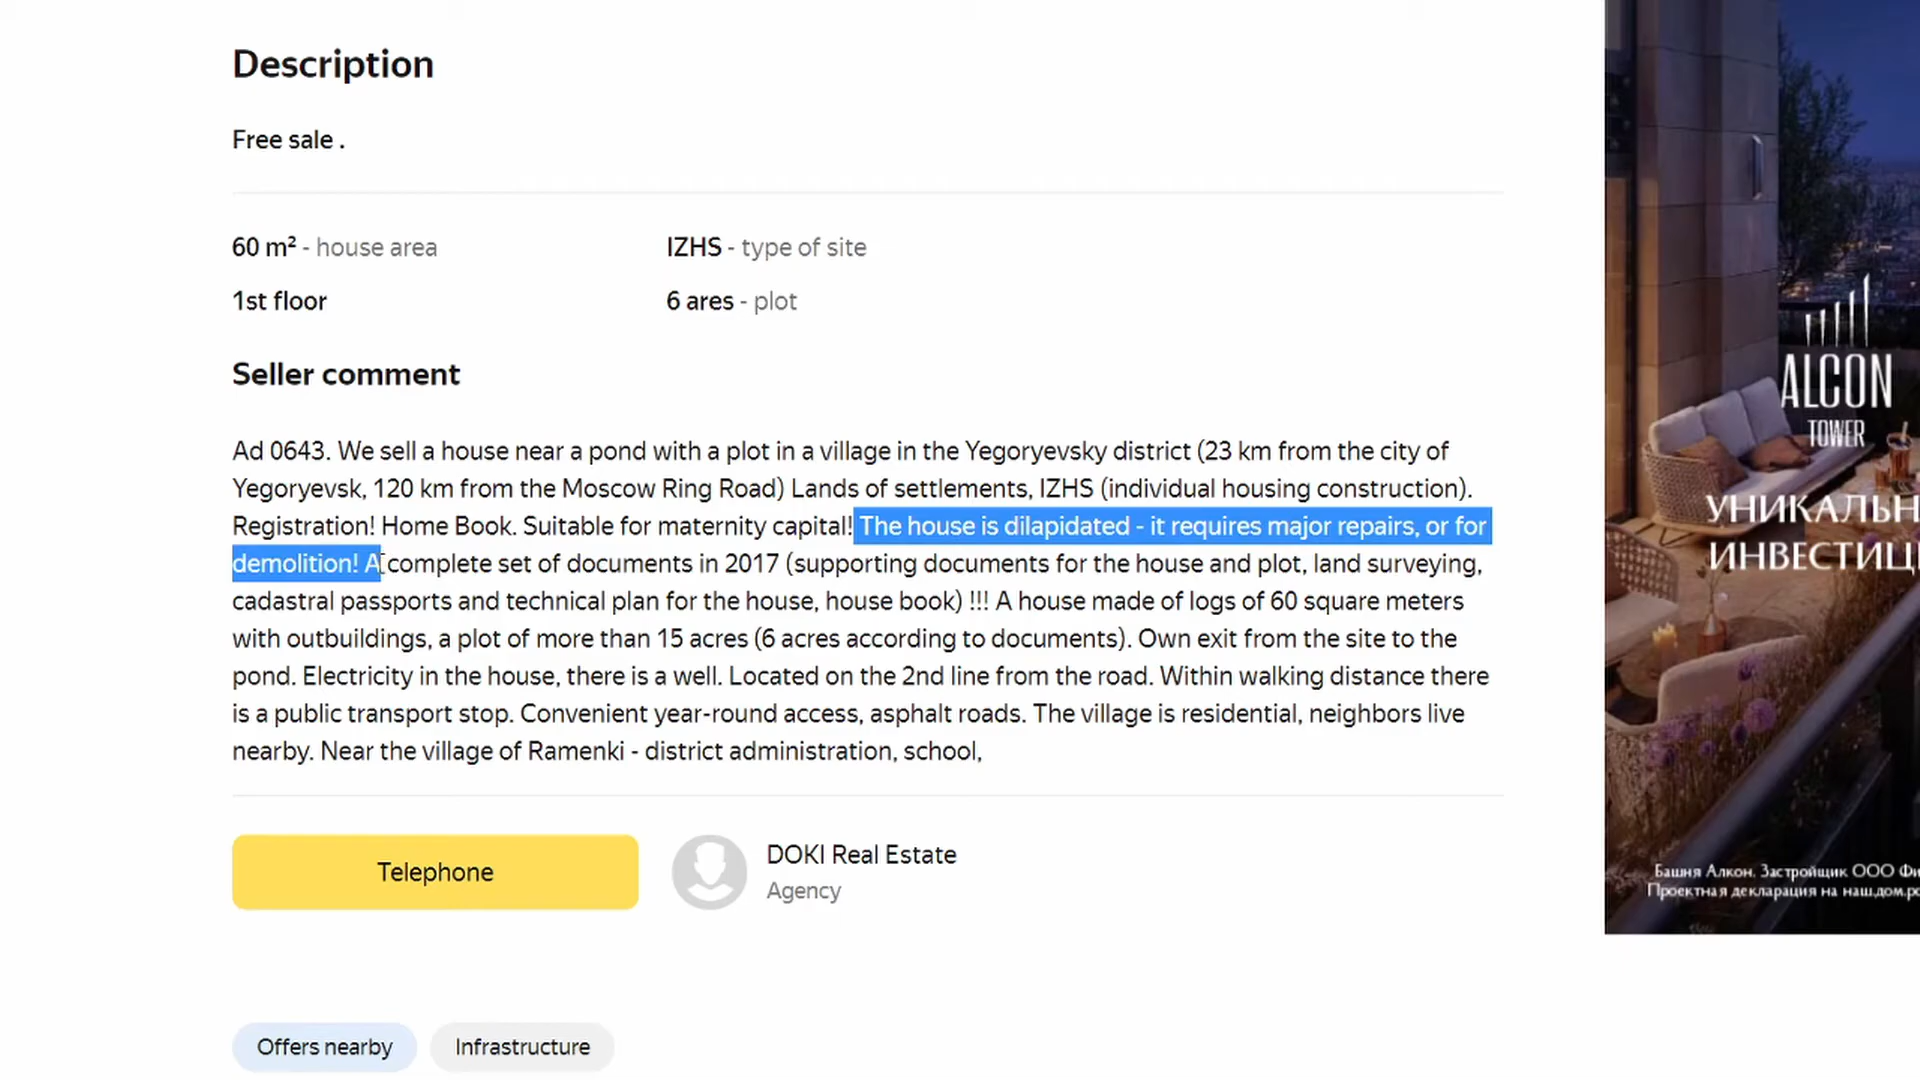 Description
Free sale .
60 m² - house area
IZHS - type of site
1st floor
6 ares - plot
Seller comment
Ad 0643. We sell a house near a pond with a plot in a village in the Yegoryevsky district (23 km from the city of
Yegoryevsk, 120 km from the Moscow Ring Road) Lands of settlements, IZHS (individual housing construction).
Registration! Home Book. Suitable for maternity capital! The house is dilapidated - it requires major repairs, or for
demolition! A complete set of documents in 2017 (supporting documents for the house and plot, land surveying,
cadastral passports and technical plan for the house, house book) !!! A house made of logs of 60 square meters
with outbuildings, a plot of more than 15 acres (6 acres according to documents). Own exit from the site to the
pond. Electricity in the house, there is a well. Located on the 2nd line from the road. Within walking distance there
is a public transport stop. Convenient year-round access, asphalt roads. The village is residential, neighbors live
nearby. Near the village of Ramenki - district administration, school,
Telephone
DOKI Real Estate
Agency
Offers nearby
Infrastructure
ALCON
TOWER
УНИКАЛЬН
ИНВЕСТИЦ
Башня Алкон. Застройщик ООО Фи
Проектная декларация на наш.дом.р